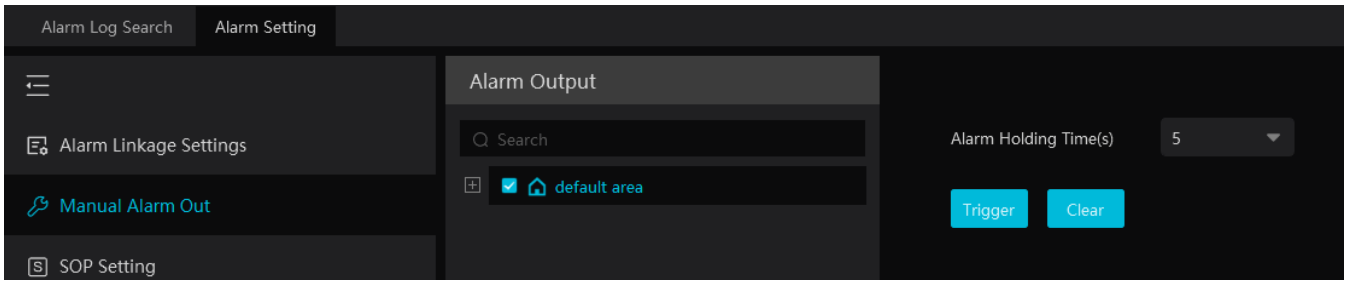 Alarm Log Search
Alarm Setting
Alarm Linkage Settings
Manual Alarm Out
SOP Setting
Alarm Output
Search
default area
Alarm Holding Time(s)
5
Trigger
Clear